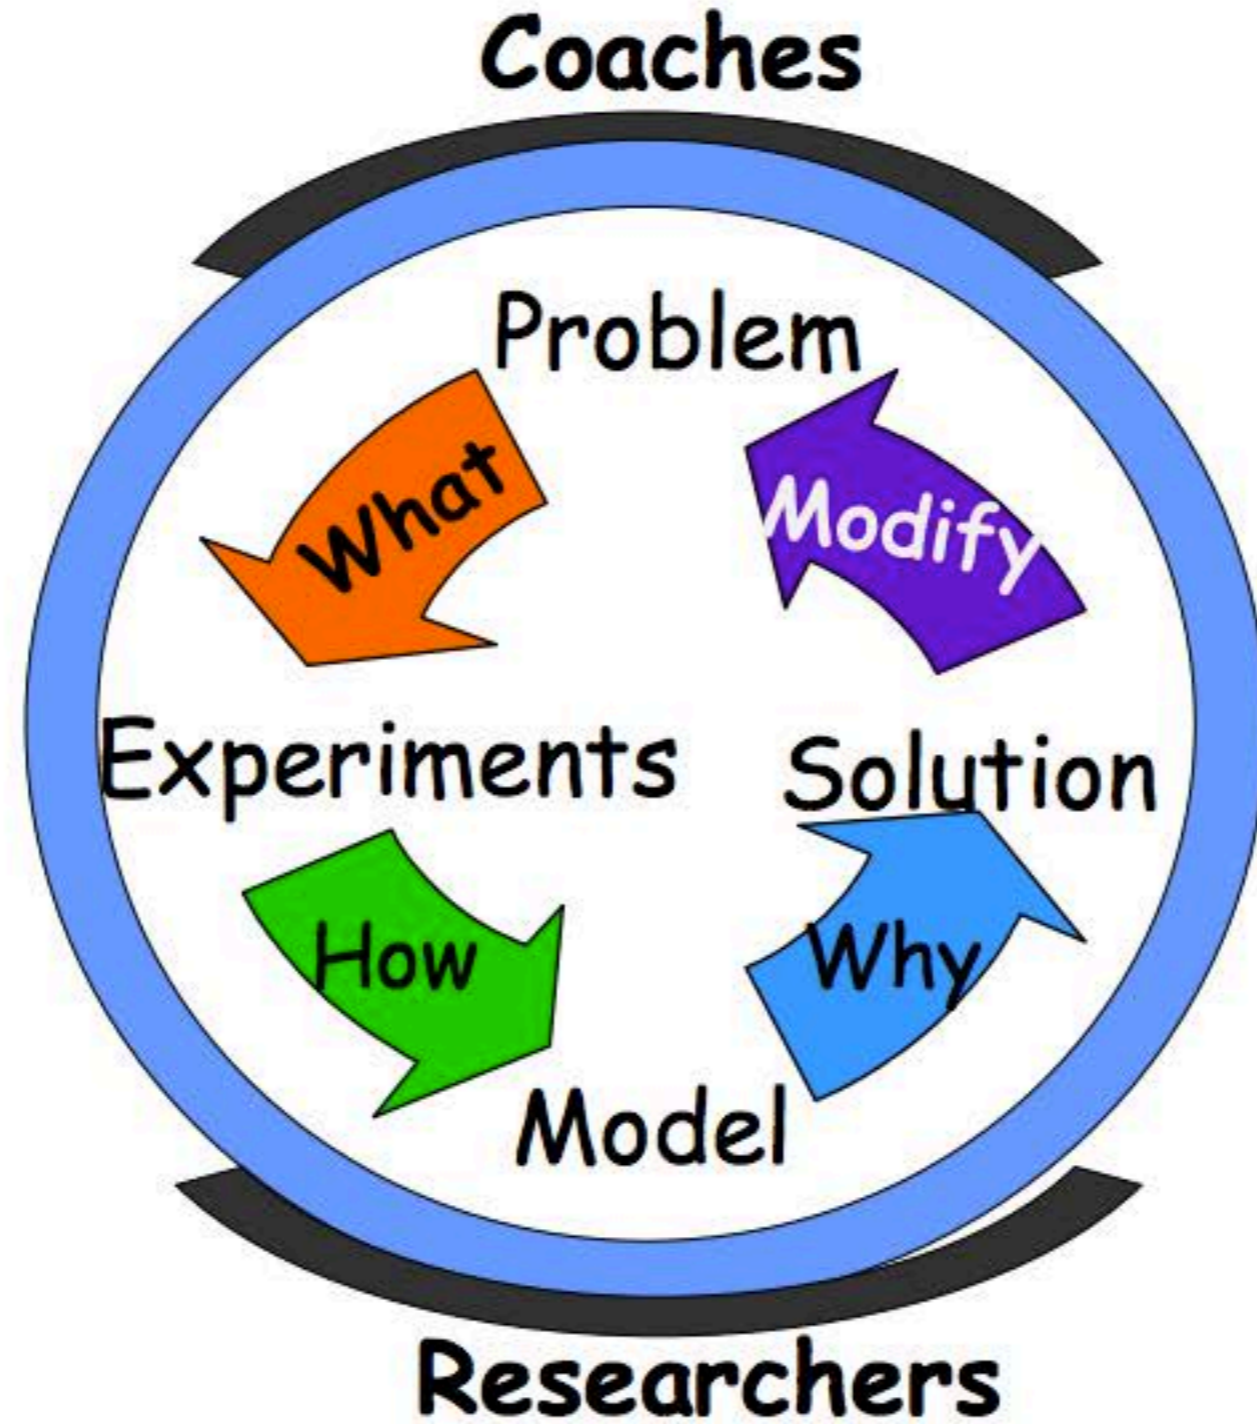 Coaches
Problem
What
Modify
Experiments
Solution
How
Why
Model
Researchers